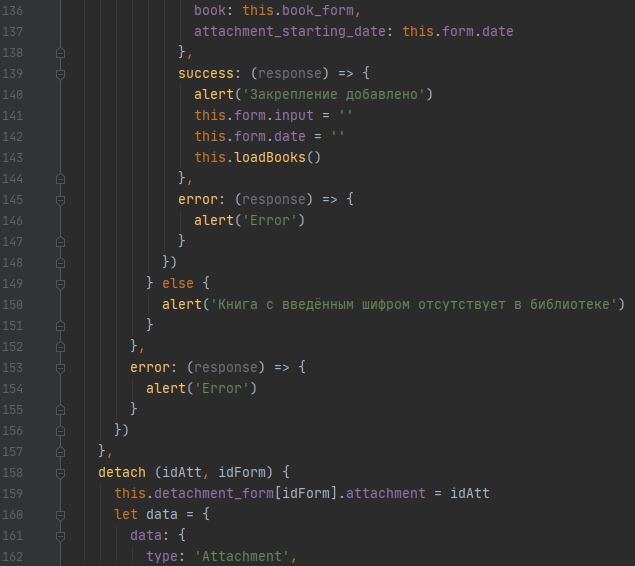 136 book: this.book_form,
137 attachment_starting_date: this.form.date
138 },
139 success: (response) => {
140 alert('Закрепление добавлено')
141 this.form.input = ''
142 this.form.date = ''
143 this.loadBooks()
144 },
145 error: (response) => {
146 alert('Error')
147 }
148 })
149 } else {
150 alert('Книга с введённым шифром отсутствует в библиотеке')
151 }
152 },
153 error: (response) => {
154 alert('Error')
155 }
156 })
157 },
158 detach (idAtt, idForm) {
159 this.detachment_form[idForm].attachment = idAtt
160 let data = {
161 data: {
162 type: 'Attachment',